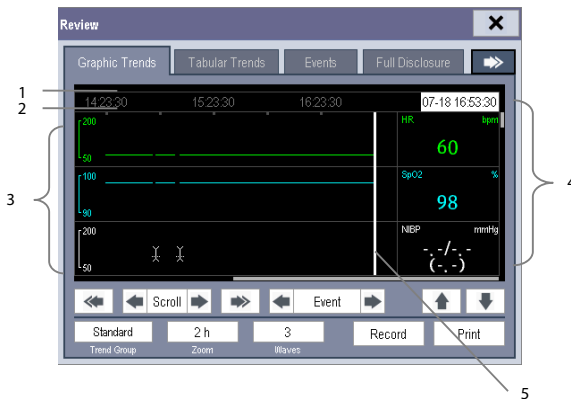 Review
Graphic Trends Tabular Trends Events Full Disclosure
1
2
14:23:30 15:23:30 16:23:30 07-18 16:53:30
200 HR bpm
60
50
100 SpO2 %
3 98 4
90
200 NIBP mmHg
- -/- -
(- -)
50
Scroll Event
Standard 2 h 3 Record Print
Trend Group Zoom Waves
5